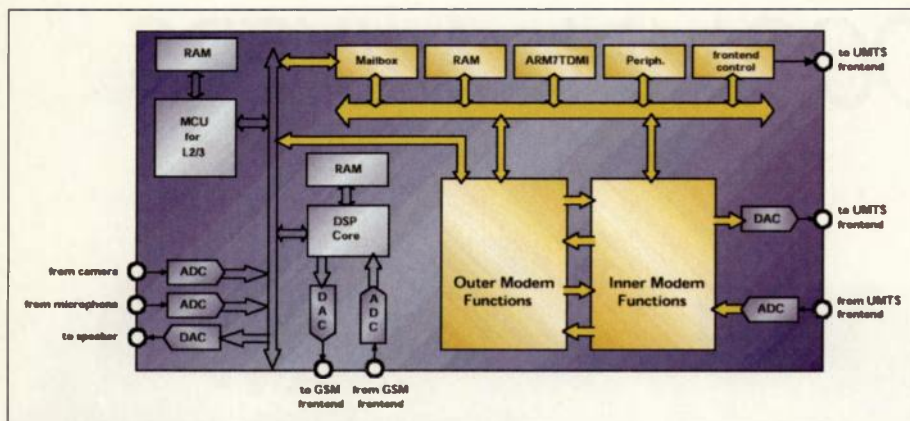 RAM
MCU
for
L2/3
Mailbox
RAM
ARM7TDMI
Periph.
frontend
control
to UMTS
frontend
RAM
DSP
Core
Outer Modem
Functions
Inner Modem
Functions
DAC
to UMTS
frontend
ADC
from UMTS
frontend
from camera
ADC
from microphone
ADC
to speaker
DAC
DAC
ADC
to GSM
frontend
from GSM
frontend